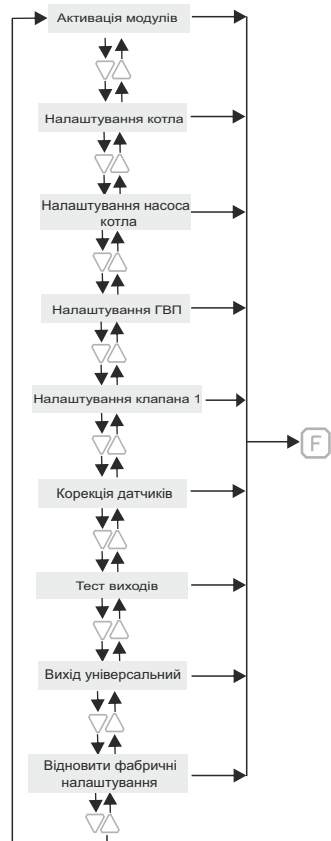 Активація модулів
Налаштування котла
Налаштування насоса
котла
Налаштування ГВП
Налаштування клапана 1
F
Корекція датчиків
Тест виходів
Вихід універсальний
Відновити фабричні
налаштування